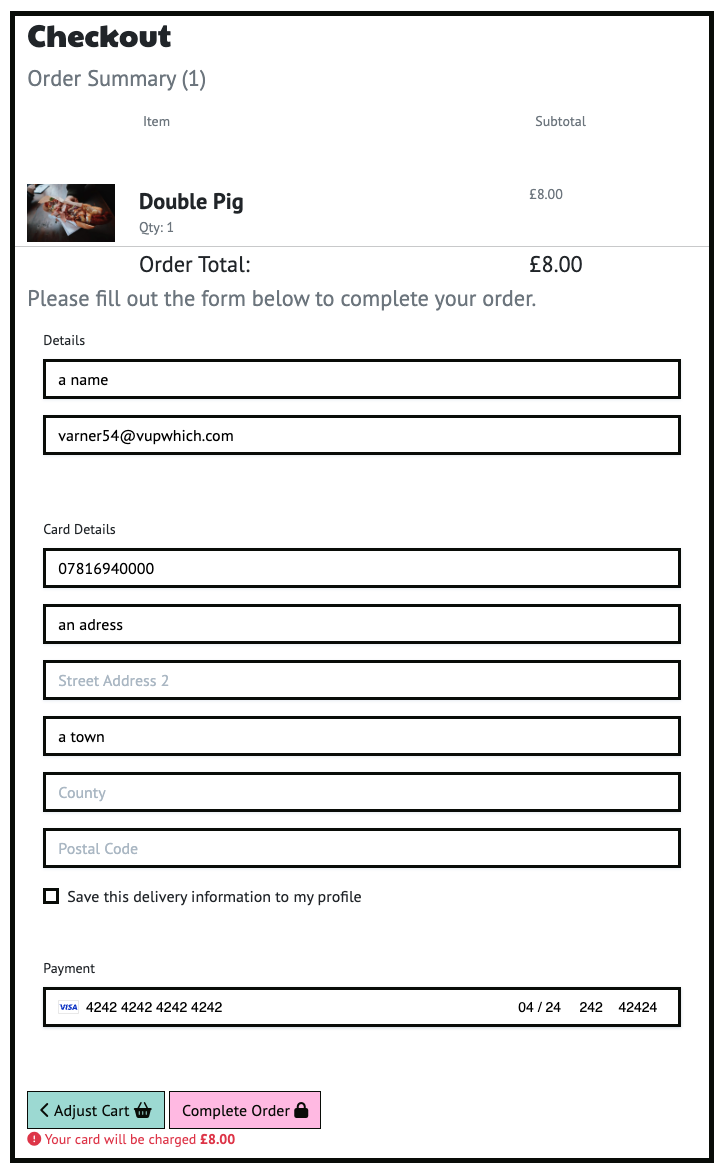 Checkout
Order Summary (1)
Item Subtotal
Double Pig £8.00
Qty: 1
Order Total: £8.00
Please fill out the form below to complete your order.
Details
a name
varner54@vupwhich.com
Card Details
07816940000
an adress
Street Address 2
a town
County
Postal Code
Save this delivery information to my profile
Payment
VISA 4242 4242 4242 4242 04 / 24 242 42424
Adjust Cart Complete Order
Your card will be charged £8.00